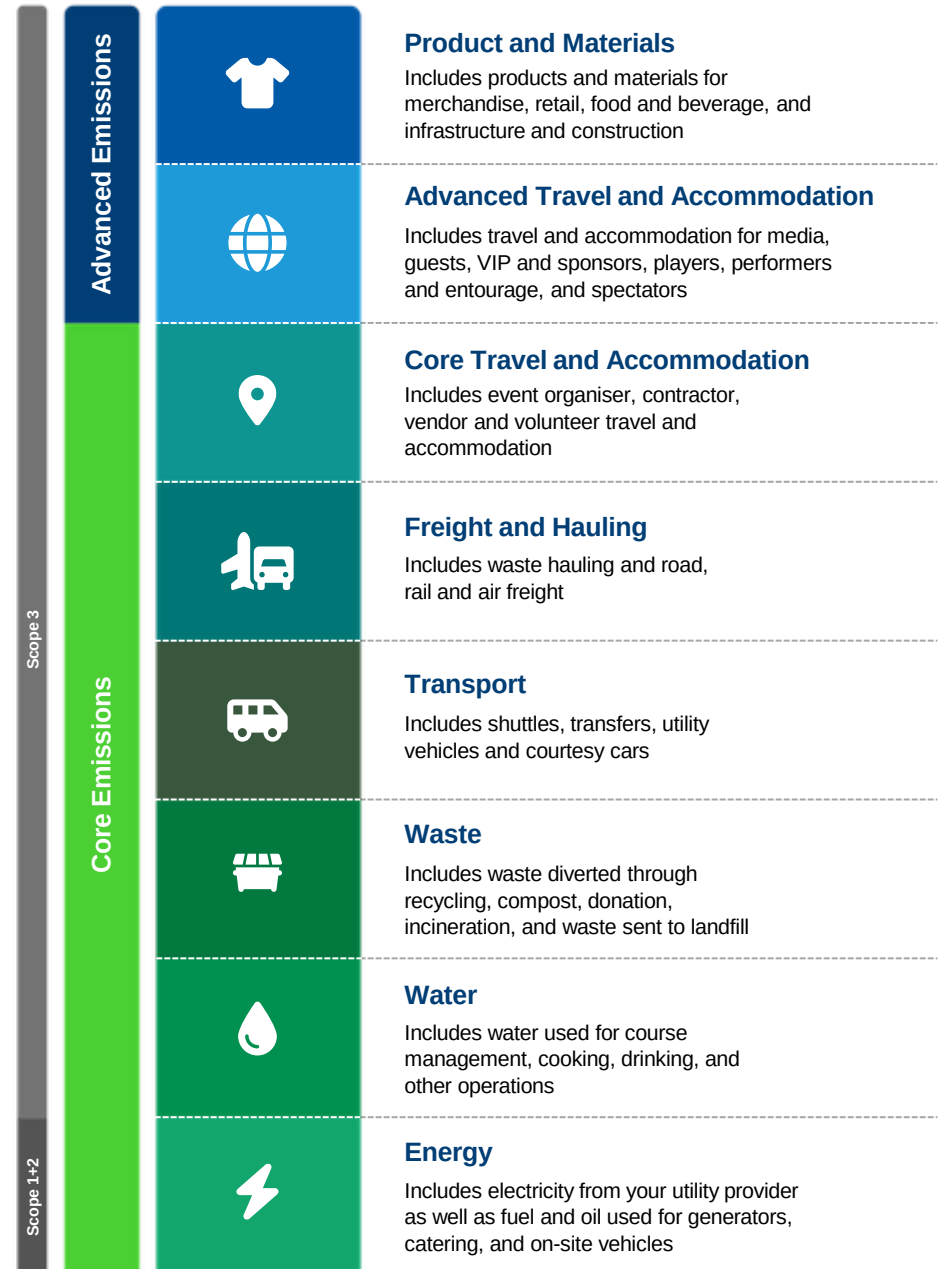 Advanced Emissions
Core Emissions
Scope 3
Scope 1+2
Product and Materials
Includes products and materials for
merchandise, retail, food and beverage, and
infrastructure and construction
Advanced Travel and Accommodation
Includes travel and accommodation for media,
guests, VIP and sponsors, players, performers
and entourage, and spectators
Core Travel and Accommodation
Includes event organiser, contractor,
vendor and volunteer travel and
accommodation
Freight and Hauling
Includes waste hauling and road,
rail and air freight
Transport
Includes shuttles, transfers, utility
vehicles and courtesy cars
Waste
Includes waste diverted through
recycling, compost, donation,
incineration, and waste sent to landfill
Water
Includes water used for course
management, cooking, drinking, and
other operations
Energy
Includes electricity from your utility provider
as well as fuel and oil used for generators,
catering, and on-site vehicles